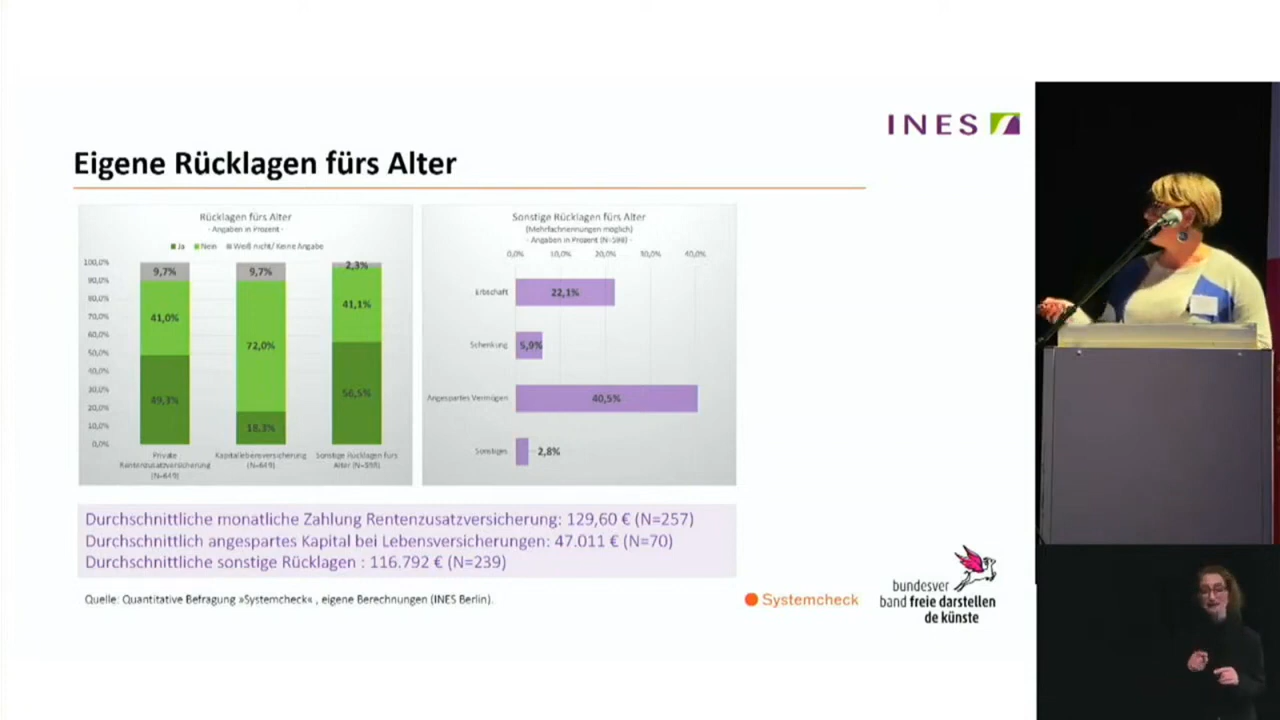 INES
Eigene Rücklagen fürs Alter
Rücklagen fürs Alter
- Angaben in Prozent -
Ja Nein Weiß nicht/ Keine Angabe
100,0%
90,0%
80,0%
70,0%
60,0%
50,0%
40,0%
30,0%
20,0%
10,0%
0,0%
9,7% 9,7% 2,3%
41,0% 72,0% 41,1%
49,3% 18,3% 56,5%
Private Rentenzusatzversicherung (N=649)
Kapitallebensversicherung (N=649)
Sonstige Rücklagen fürs Alter (N=598)
Sonstige Rücklagen fürs Alter
(Mehrfachnennungen möglich)
- Angaben in Prozent (N=598) -
0,0% 10,0% 20,0% 30,0% 40,0%
Erbschaft 22,1%
Schenkung 5,9%
Angespartes Vermögen 40,5%
Sonstiges 2,8%
Durchschnittliche monatliche Zahlung Rentenzusatzversicherung: 129,60 € (N=257)
Durchschnittlich angespartes Kapital bei Lebensversicherungen: 47.011 € (N=70)
Durchschnittliche sonstige Rücklagen : 116.792 € (N=239)
Quelle: Quantitative Befragung »Systemcheck« , eigene Berechnungen (INES Berlin).
Systemcheck
bundesver
band freie darstellen
de künste